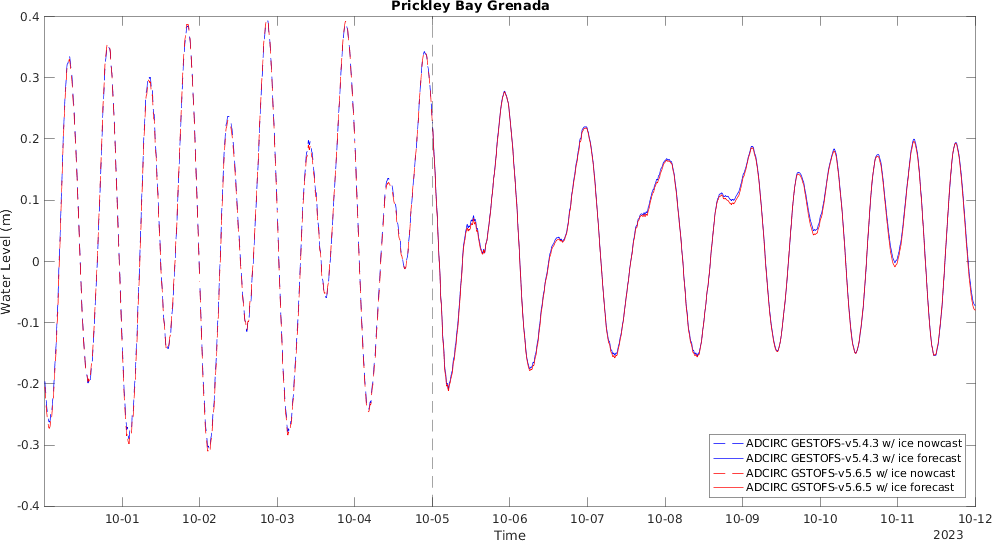 Prickley Bay Grenada
0.4
0.3
0.2
0.1
0
-0.1
-0.2
-0.3
-0.4
Water Level (m)
ADCIRC GESTOFS-v5.4.3 w/ ice nowcast
ADCIRC GESTOFS-v5.4.3 w/ ice forecast
ADCIRC GSTOFS-v5.6.5 w/ ice nowcast
ADCIRC GSTOFS-v5.6.5 w/ ice forecast
10-01 10-02 10-03 10-04 10-05 10-06 10-07 10-08 10-09 10-10 10-11 10-12
Time
2023